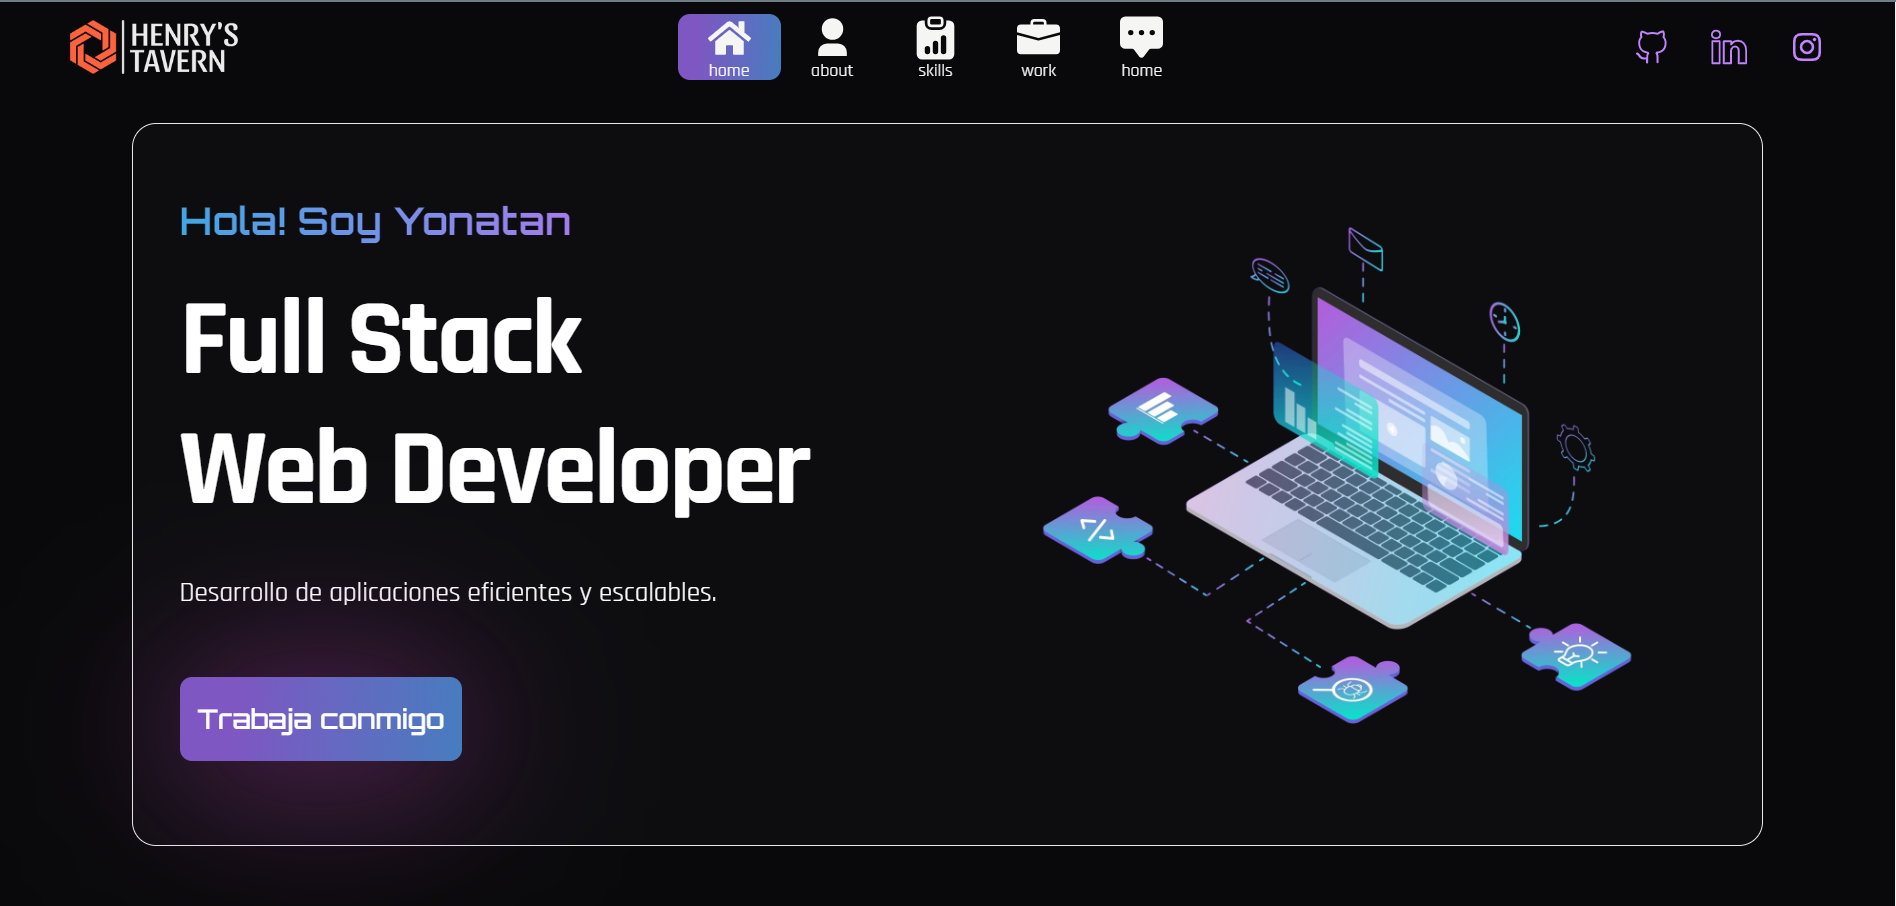 HENRY'S
TAVERN
home
about
skills
work
home
Hola! Soy Yonatan
Full Stack
Web Developer
Desarrollo de aplicaciones eficientes y escalables.
Trabaja conmigo